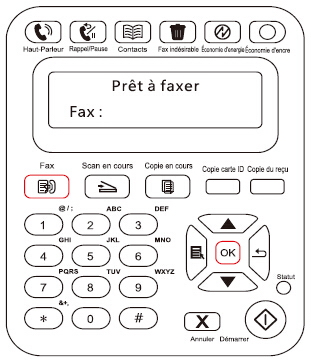 Haut-Parleur Rappel/Pause Contacts Fax indésirable Économie d'énergie Économie d'encre
Prêt à faxer
Fax :
Fax Scan en cours Copie en cours Copie carte ID Copie du reçu
@/: ABC DEF
1 2 3
GHI JKL MNO
4 5 6 OK
PQRS TUV WXYZ
7 8 9 Statut
&+,
* 0 # X
Annuler Démarrer